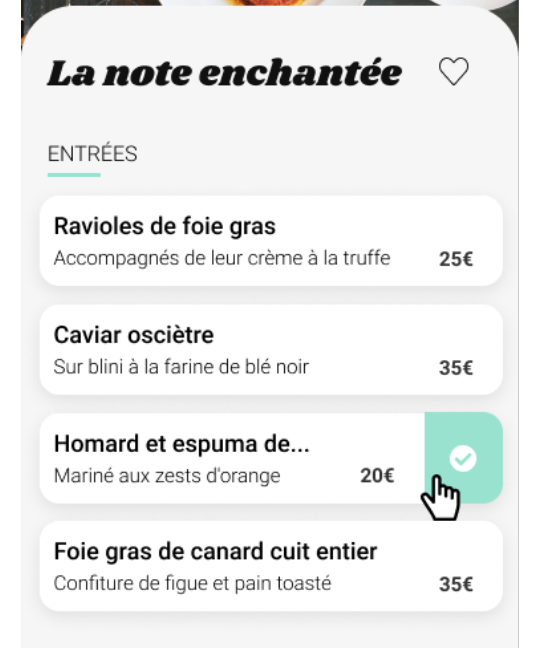 La note enchantée
ENTRÉES
Ravioles de foie gras
Accompagnés de leur crème à la truffe
25€
Caviar osciètre
Sur blini à la farine de blé noir
35€
Homard et espuma de...
Mariné aux zests d'orange
20€
Foie gras de canard cuit entier
Confiture de figue et pain toasté
35€